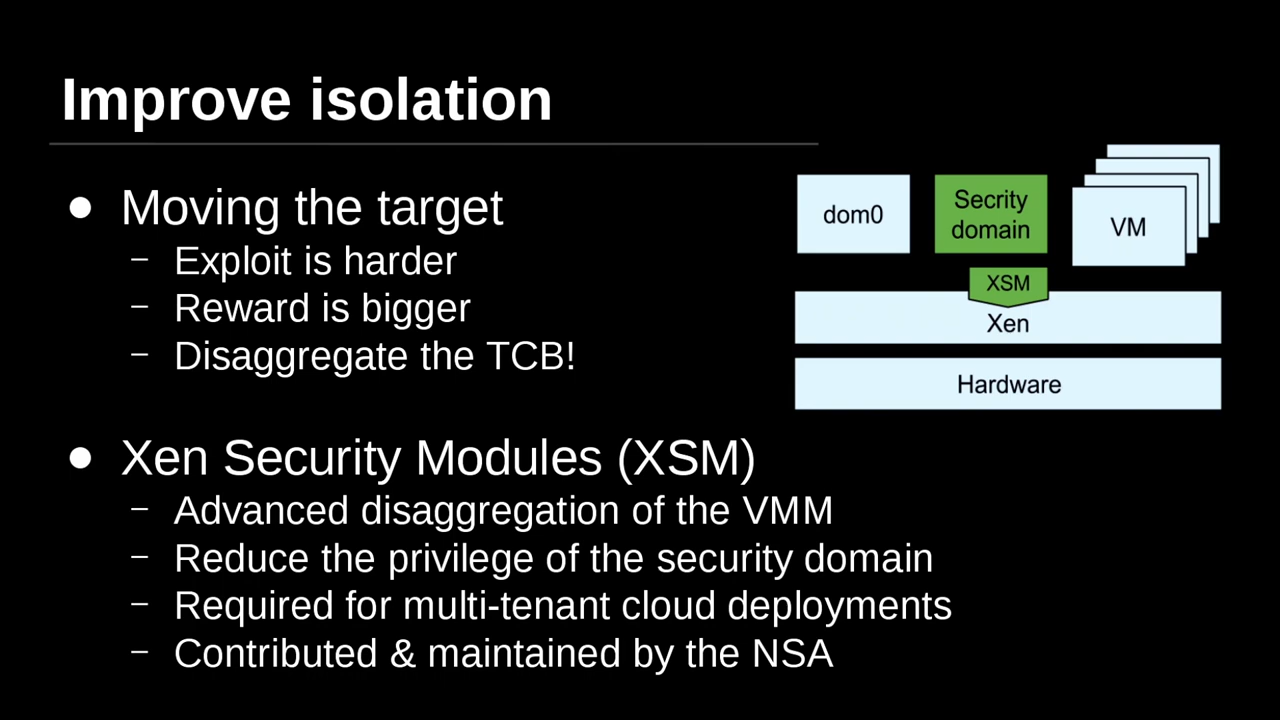 Improve isolation
● Moving the target
– Exploit is harder
– Reward is bigger
– Disaggregate the TCB!
● Xen Security Modules (XSM)
– Advanced disaggregation of the VMM
– Reduce the privilege of the security domain
– Required for multi-tenant cloud deployments
– Contributed & maintained by the NSA
dom0
Secrity
domain
VM
XSM
Xen
Hardware